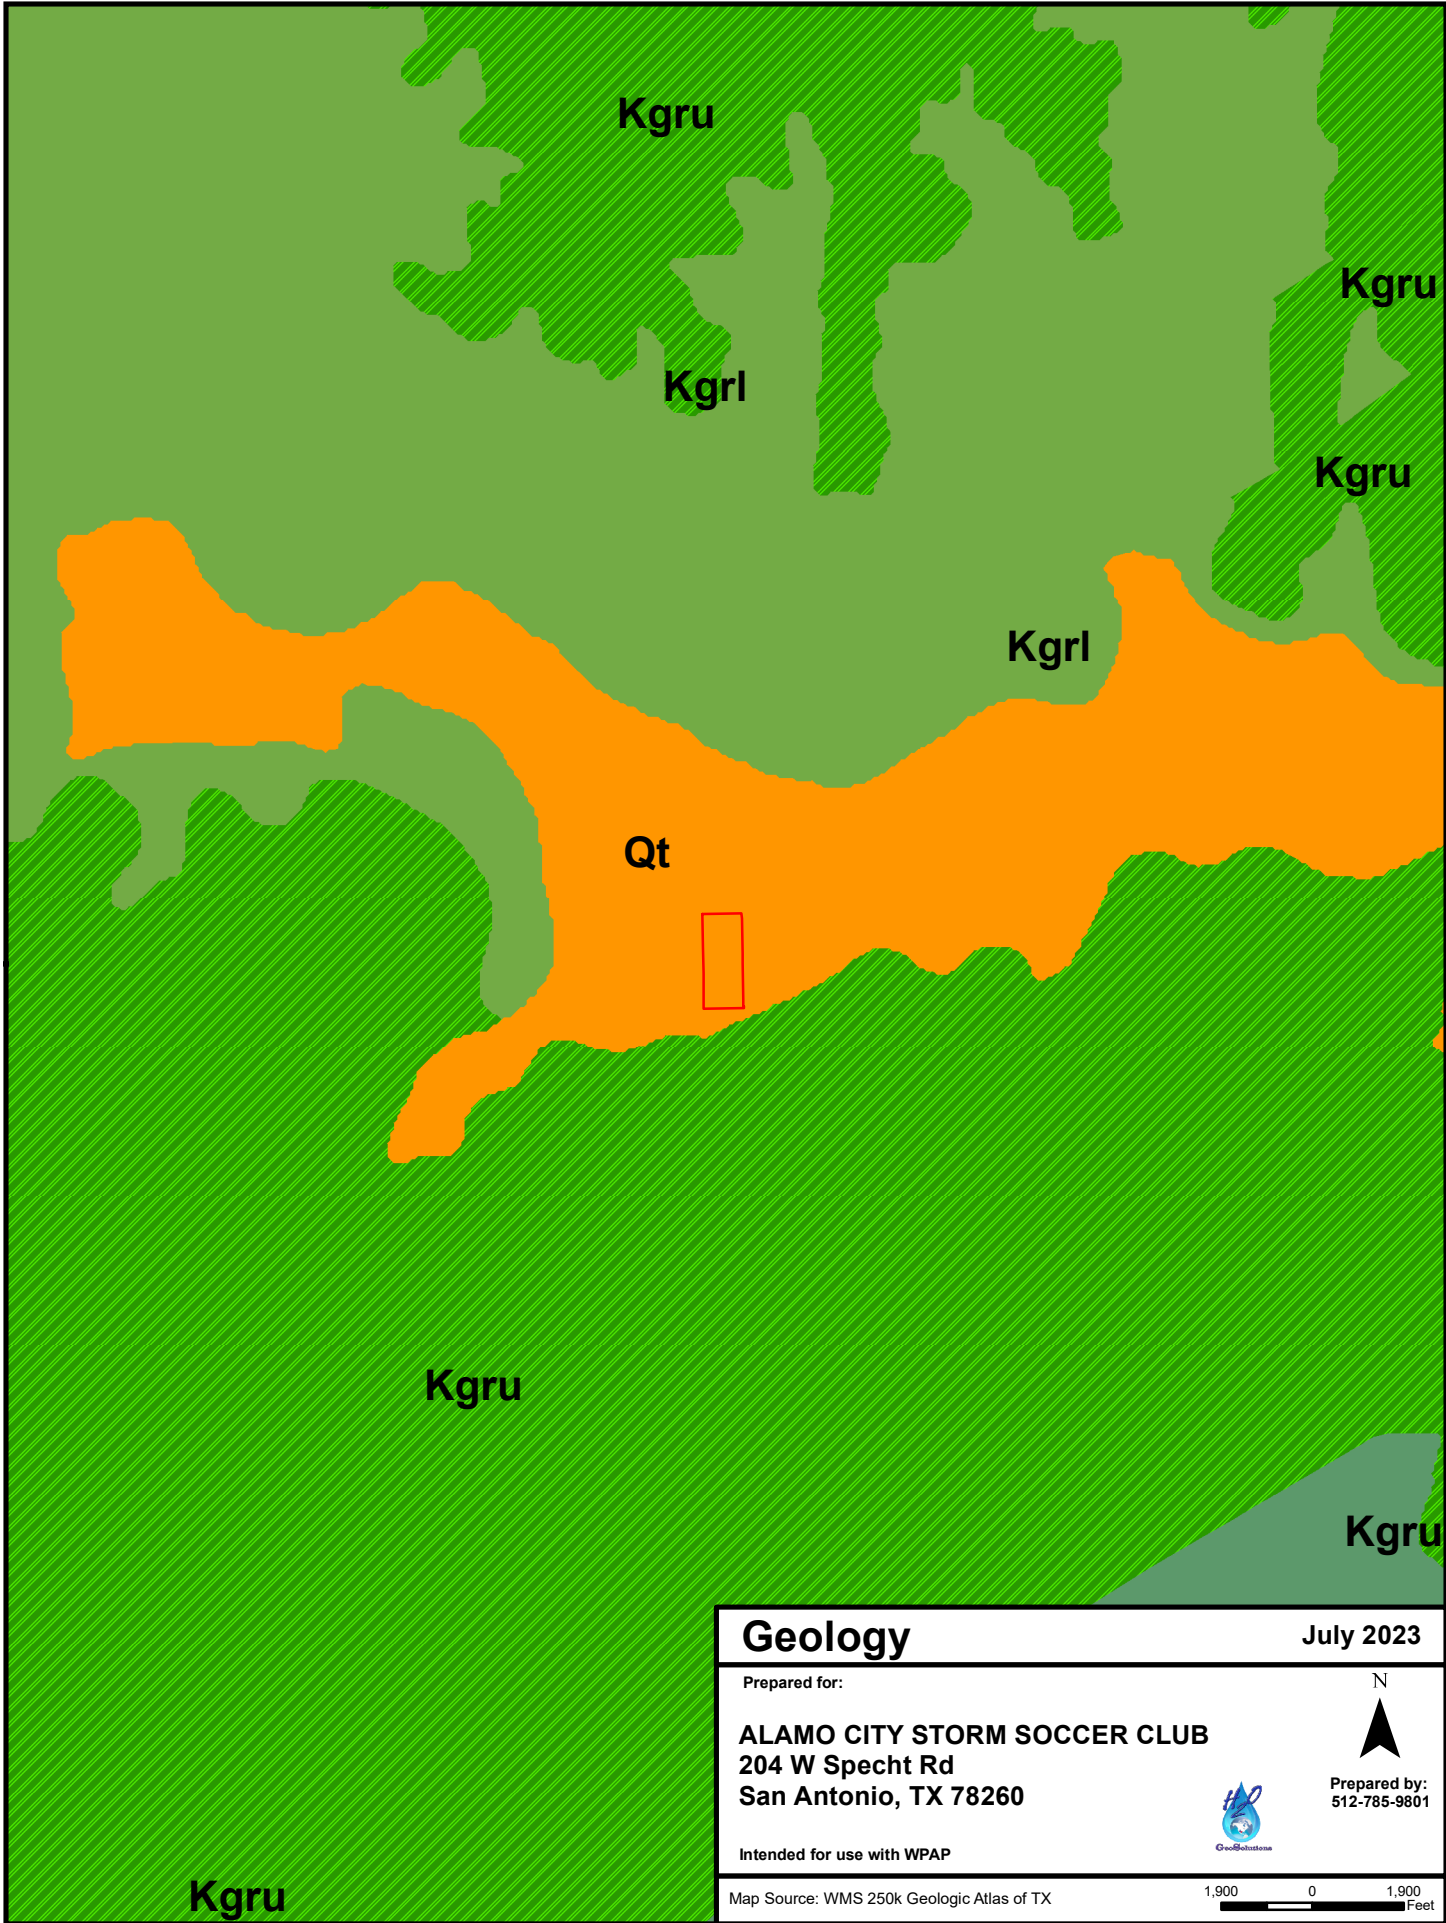 Kgru
Kgru
Kgrl
Kgru
Kgrl
Qt
Kgru
Kgru
Geology
July 2023
Prepared for:
N
ALAMO CITY STORM SOCCER CLUB
204 W Specht Rd
San Antonio, TX 78260
Prepared by:
512-785-9801
H2O
GeoSolutions
Intended for use with WPAP
Kgru
Map Source: WMS 250k Geologic Atlas of TX
1,900 0 1,900
Feet